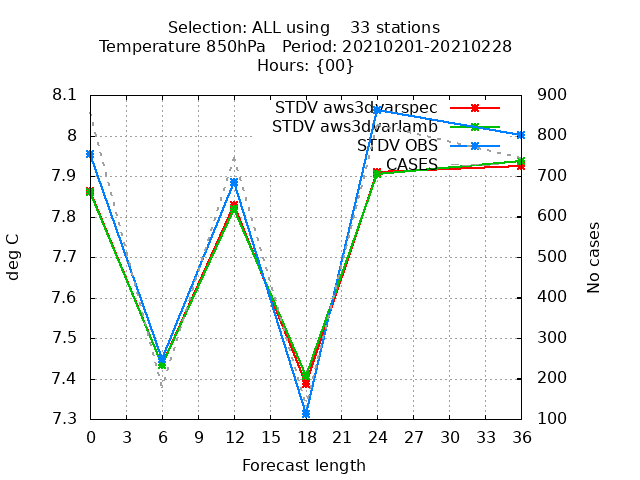 Selection: ALL using 33 stations
Temperature 850hPa Period: 20210201-20210228
Hours: {00}
8.1
8
7.9
7.8
7.7
7.6
7.5
7.4
7.3
deg C
STDV aws3dvarspec
STDV aws3dvarlamb
STDV OBS
CASES
900
800
700
600
500
400
300
200
100
No cases
0 3 6 9 12 15 18 21 24 27 30 33 36
Forecast length